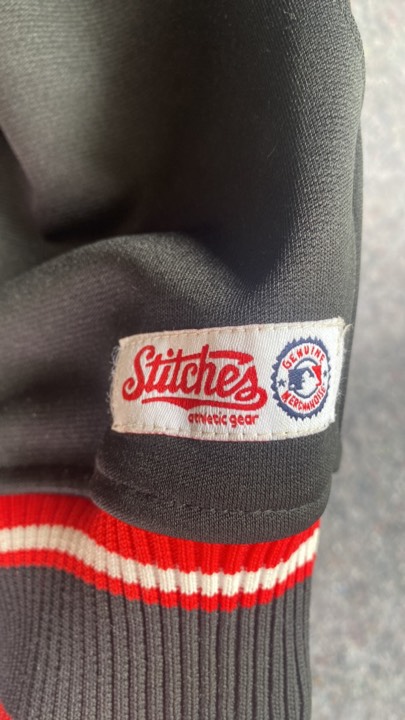 Stitches
athletic gear
GENUINE
MERCHANDISE